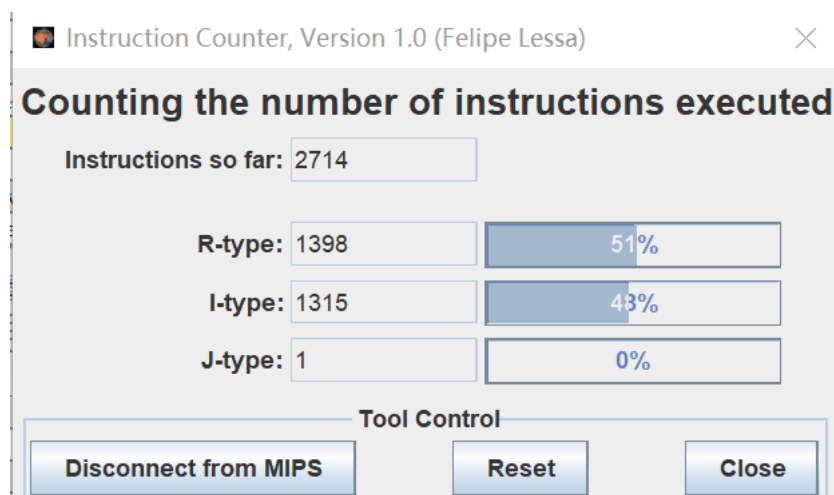 Instruction Counter, Version 1.0 (Felipe Lessa)
Counting the number of instructions executed
Instructions so far: 2714
R-type: 1398 51%
I-type: 1315 48%
J-type: 1 0%
Tool Control
Disconnect from MIPS Reset Close